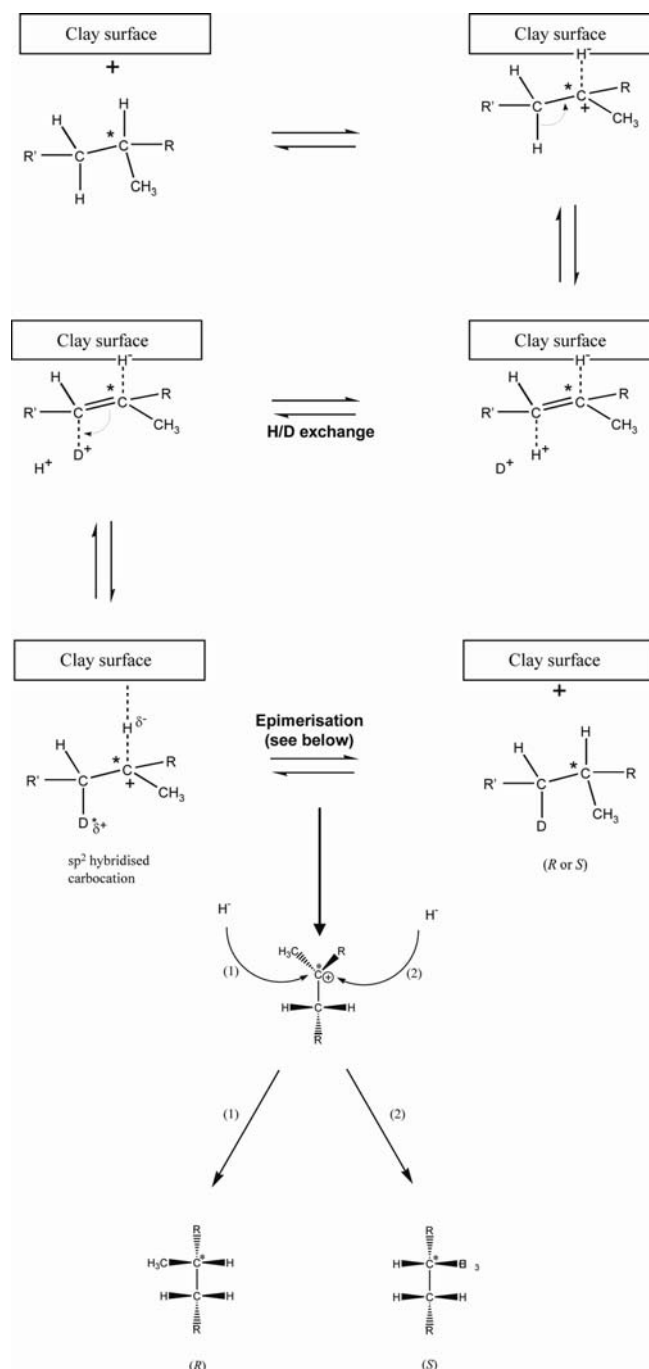 Clay surface
Clay surface
+
H⁻
H
H
H
* C R
* C R
R' C
R' C +
CH₃
H
H
CH₃
Clay surface
Clay surface
H⁻
H⁻
H
* R
H
* R
R' C C
R' C C
CH₃
CH₃
D⁺
H⁺
H⁺
D⁺
H/D exchange
Clay surface
Clay surface
+
H δ⁻
Epimerisation
(see below)
H
* C R
H
H
* C R
R' C +
R' C
CH₃
CH₃
D δ⁺
D
sp² hybridised
carbocation
(R or S)
H⁻
H⁻
H₃C R
(1) C* ⊕ (2)
H C H
R
(1) (2)
R
R
H₃C C* H
H C*
3
H C H
H C H
R
R
(R)
(S)